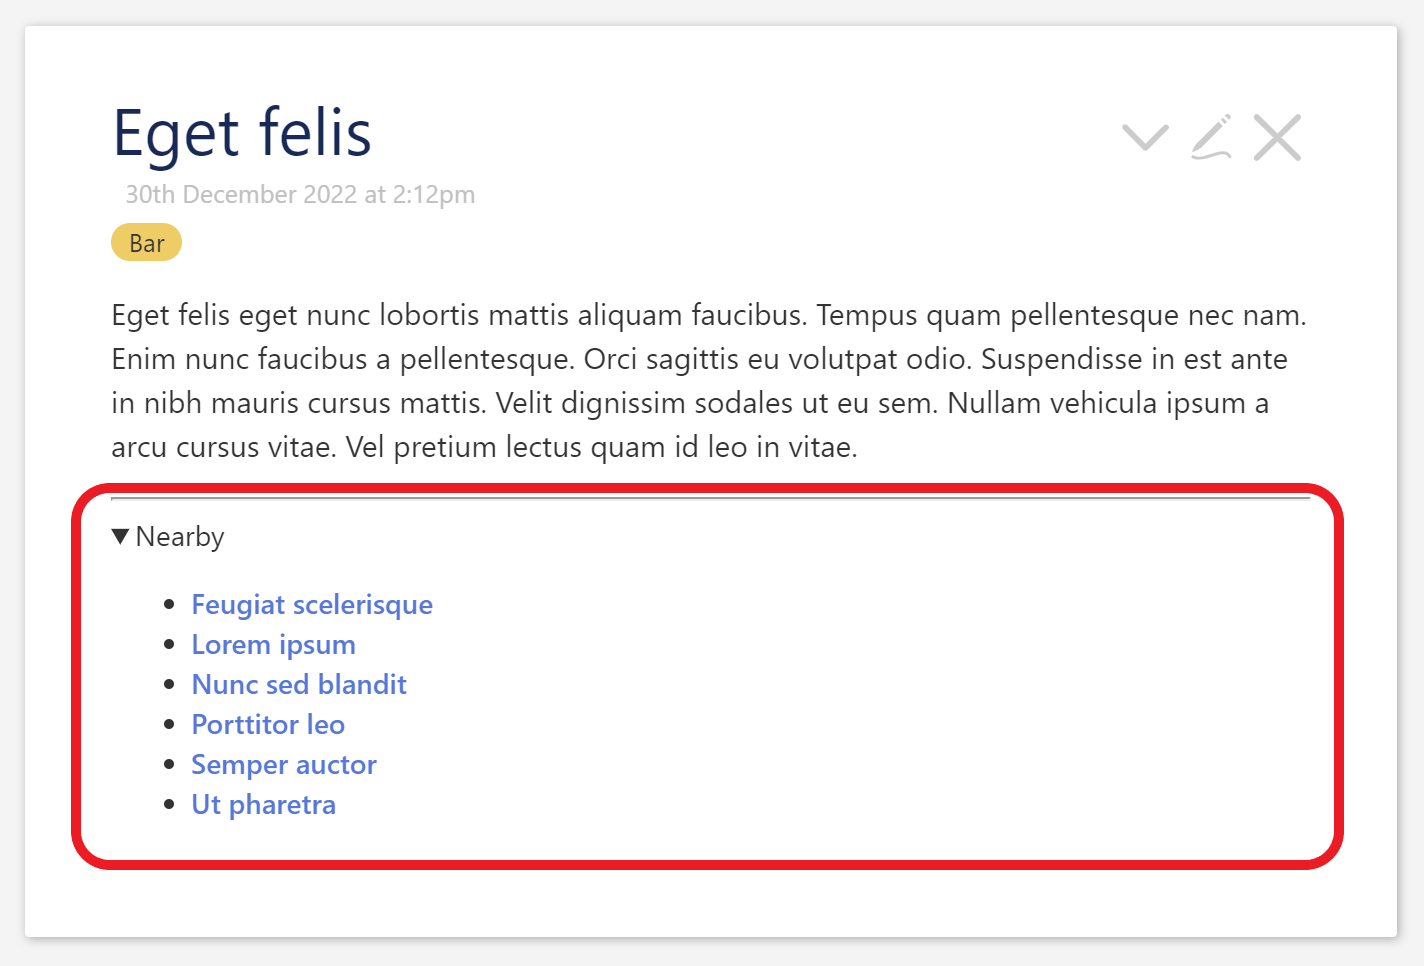 Eget felis
30th December 2022 at 2:12pm
Bar
Eget felis eget nunc lobortis mattis aliquam faucibus. Tempus quam pellentesque nec nam.
Enim nunc faucibus a pellentesque. Orci sagittis eu volutpat odio. Suspendisse in est ante
in nibh mauris cursus mattis. Velit dignissim sodales ut eu sem. Nullam vehicula ipsum a
arcu cursus vitae. Vel pretium lectus quam id leo in vitae.
Nearby
Feugiat scelerisque
Lorem ipsum
Nunc sed blandit
Porttitor leo
Semper auctor
Ut pharetra